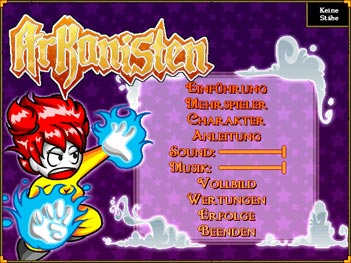 Keine
Stäbe
Arkanisten
Einführung
Mehrspieler
Charakter
Anleitung
Sound:
Musik:
Vollbild
Wertungen
Erfolge
Beenden